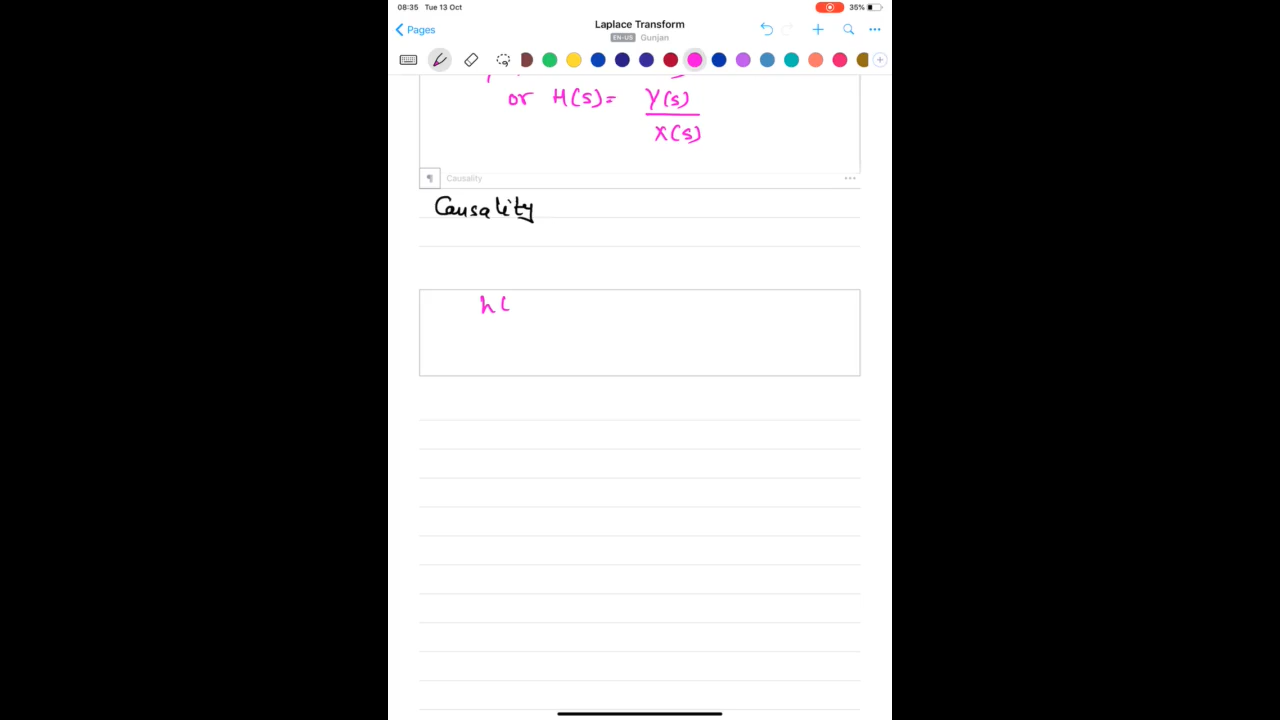 08:35 Tue 13 Oct 35%
Pages Laplace Transform
EN-US Gunjan
or H(s)= Y(s)
X(s)
¶ Causality
Causality
h(